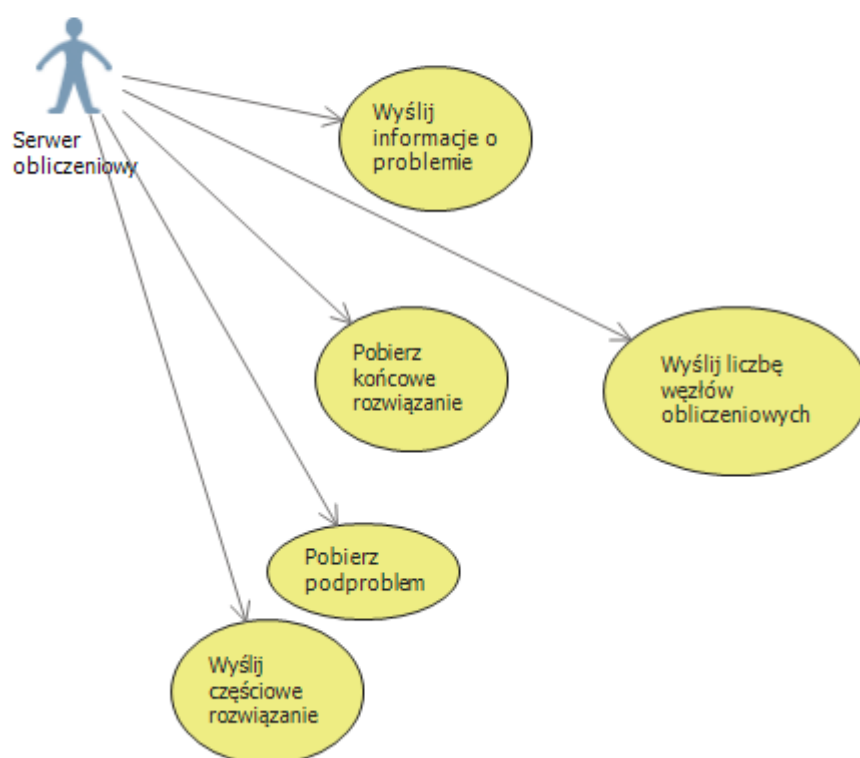 Serwer
obliczeniowy
Wyślij
informacje o
problemie
Pobierz
końcowe
rozwiązanie
Wyślij liczbę
węzłów
obliczeniowych
Pobierz
podproblem
Wyślij
częściowe
rozwiązanie